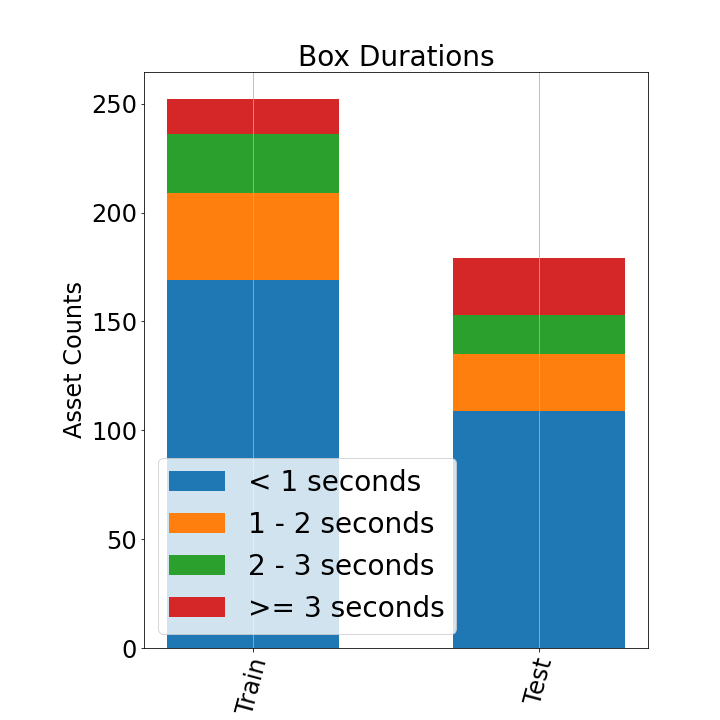 Box Durations
Asset Counts
250
200
150
100
50
0
< 1 seconds
1 - 2 seconds
2 - 3 seconds
>= 3 seconds
Train
Test